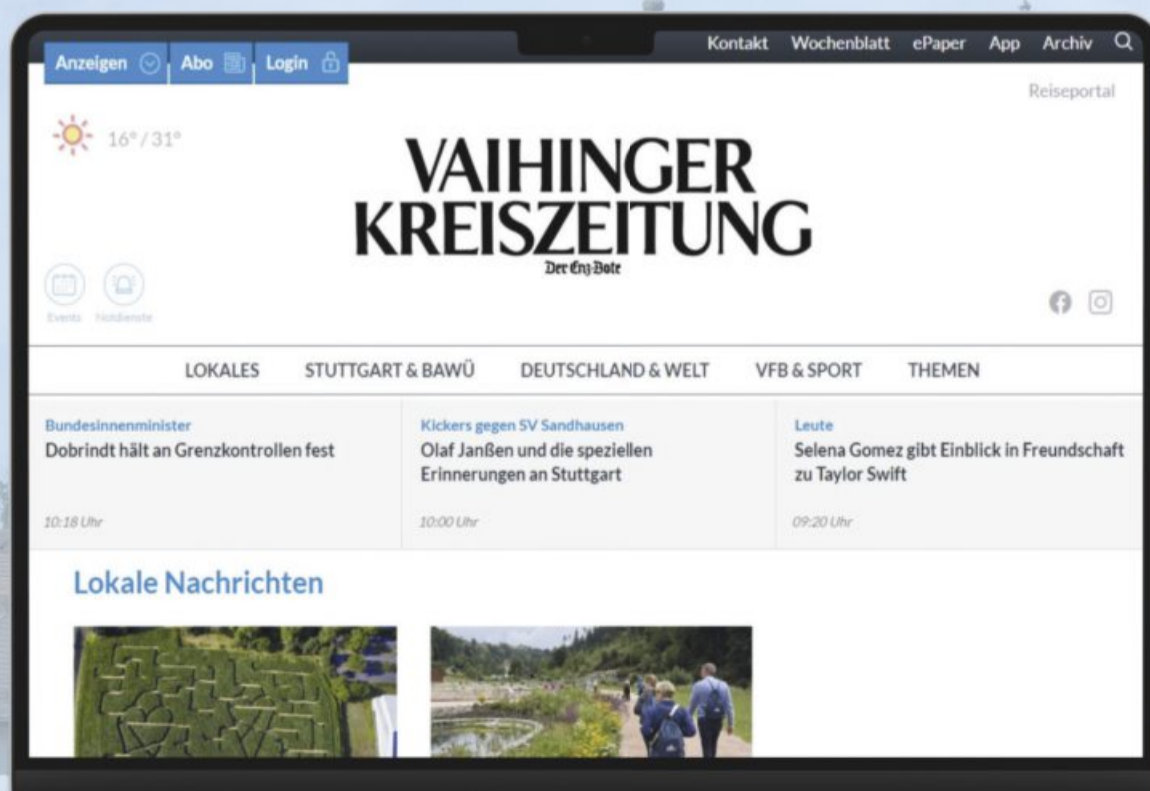 Anzeigen Abo Login
Kontakt Wochenblatt ePaper App Archiv
Reiseportal
16°/31°
VAIHINGER
KREISZEITUNG
Der Enz-Bote
Events Notdienste
LOKALES STUTTGART & BAWÜ DEUTSCHLAND & WELT VFB & SPORT THEMEN
Bundesinnenminister
Dobrindt hält an Grenzkontrollen fest
10:18 Uhr
Kickers gegen SV Sandhausen
Olaf Janßen und die speziellen
Erinnerungen an Stuttgart
10:00 Uhr
Leute
Selena Gomez gibt Einblick in Freundschaft
zu Taylor Swift
09:20 Uhr
Lokale Nachrichten